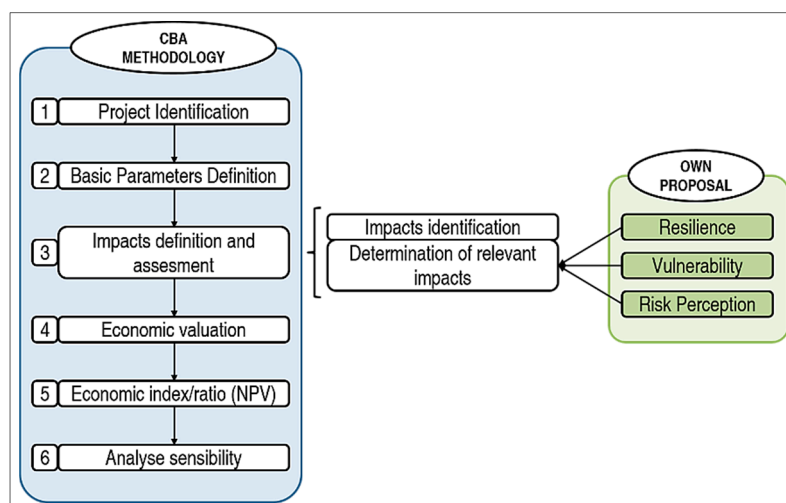 CBA
METHODOLOGY
1 Project Identification
2 Basic Parameters Definition
3 Impacts definition and
assesment
4 Economic valuation
5 Economic index/ratio (NPV)
6 Analyse sensibility
Impacts identification
Determination of relevant
impacts
OWN
PROPOSAL
Resilience
Vulnerability
Risk Perception